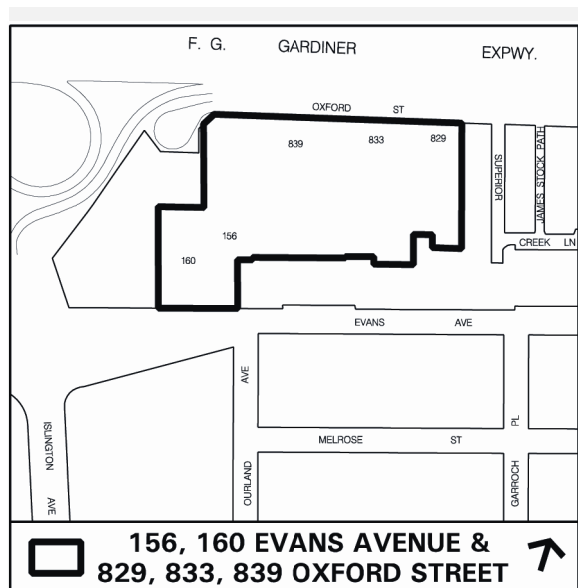 F. G. GARDINER EXPWY.
OXFORD ST
839 833 829
SUPERIOR
JAMES STOCK PATH
CREEK LN
156
160
EVANS AVE
AVE
OURLAND
MELROSE ST
PL
GARROCH
ISLINGTON AVE
156, 160 EVANS AVENUE &
829, 833, 839 OXFORD STREET